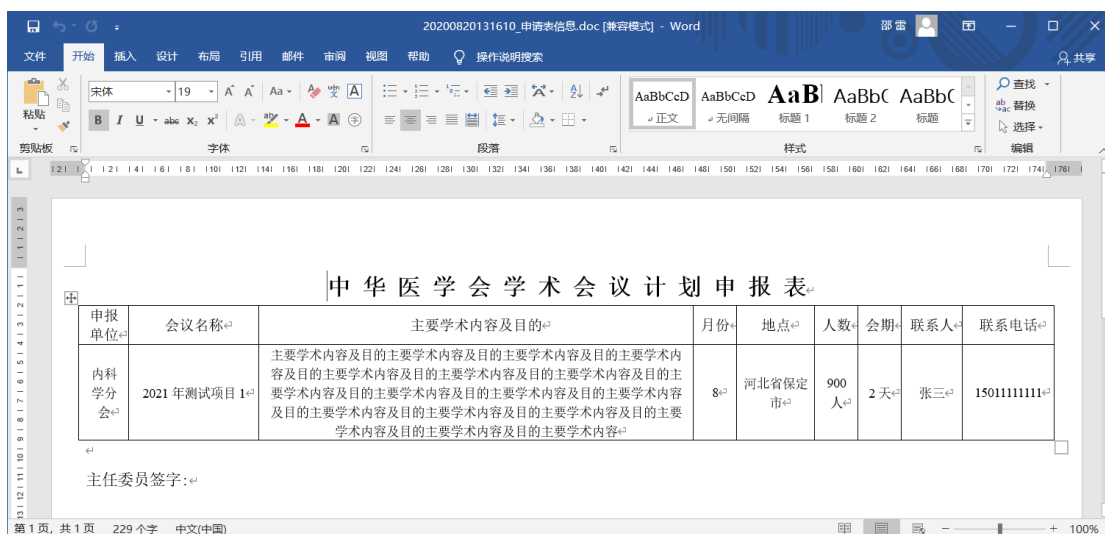 20200820131610_申请表信息.doc [兼容模式] - Word
邵雷
文件 开始 插入 设计 布局 引用 邮件 审阅 视图 帮助 操作说明搜索 共享
粘贴
宋体 19
AaBbCcD AaBbCcD AaB AaBb( AaBb(
正文 无间隔 标题 1 标题 2 标题
查找
替换
选择
剪贴板 字体 段落 样式 编辑
中华医学会学术会议计划申报表
申报单位 会议名称 主要学术内容及目的 月份 地点 人数 会期 联系人 联系电话
内科学分会
2021 年测试项目 1
主要学术内容及目的主要学术内容及目的主要学术内容及目的主要学术内
容及目的主要学术内容及目的主要学术内容及目的主要学术内容及目的主
要学术内容及目的主要学术内容及目的主要学术内容及目的主要学术内容
及目的主要学术内容及目的主要学术内容及目的主要学术内容及目的主要
学术内容及目的主要学术内容及目的主要学术内容
8
河北省保定市
900人
2 天
张三
15011111111
主任委员签字:
第 1 页, 共 1 页 229 个字 中文(中国) 100%